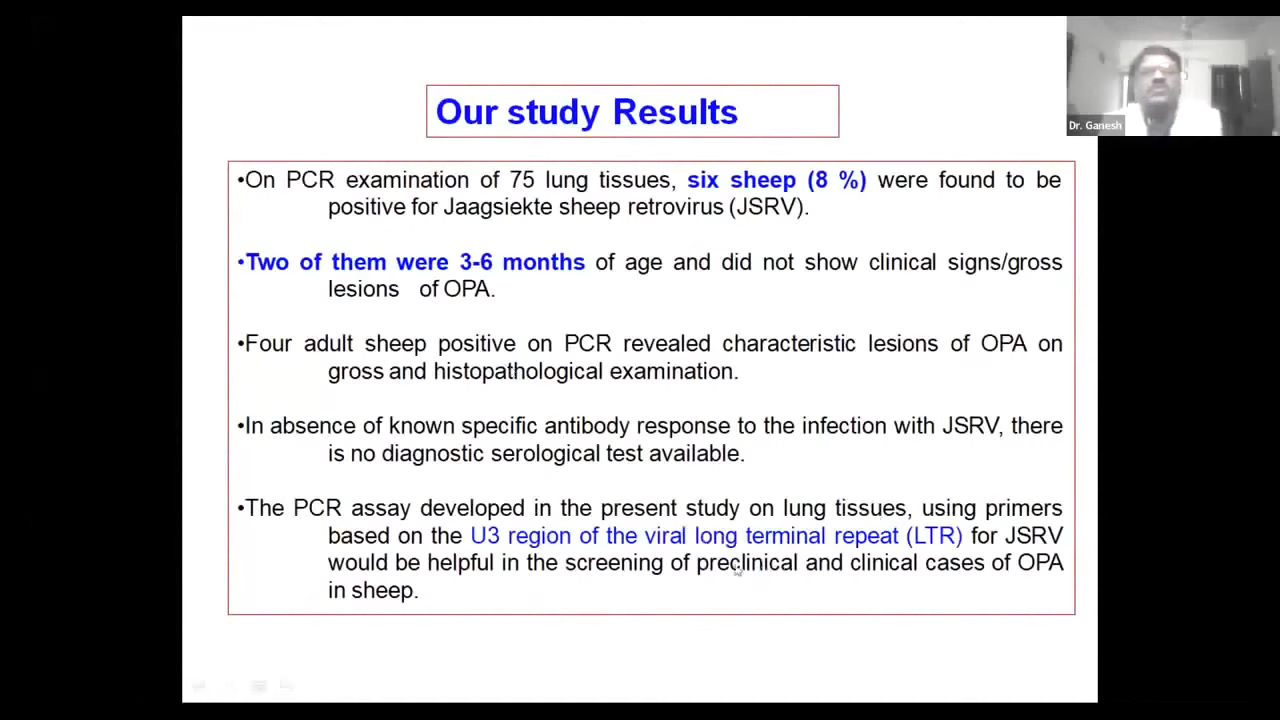 Our study Results
Dr. Ganesh
•On PCR examination of 75 lung tissues, six sheep (8 %) were found to be
positive for Jaagsiekte sheep retrovirus (JSRV).
•Two of them were 3-6 months of age and did not show clinical signs/gross
lesions of OPA.
•Four adult sheep positive on PCR revealed characteristic lesions of OPA on
gross and histopathological examination.
•In absence of known specific antibody response to the infection with JSRV, there
is no diagnostic serological test available.
•The PCR assay developed in the present study on lung tissues, using primers
based on the U3 region of the viral long terminal repeat (LTR) for JSRV
would be helpful in the screening of preclinical and clinical cases of OPA
in sheep.